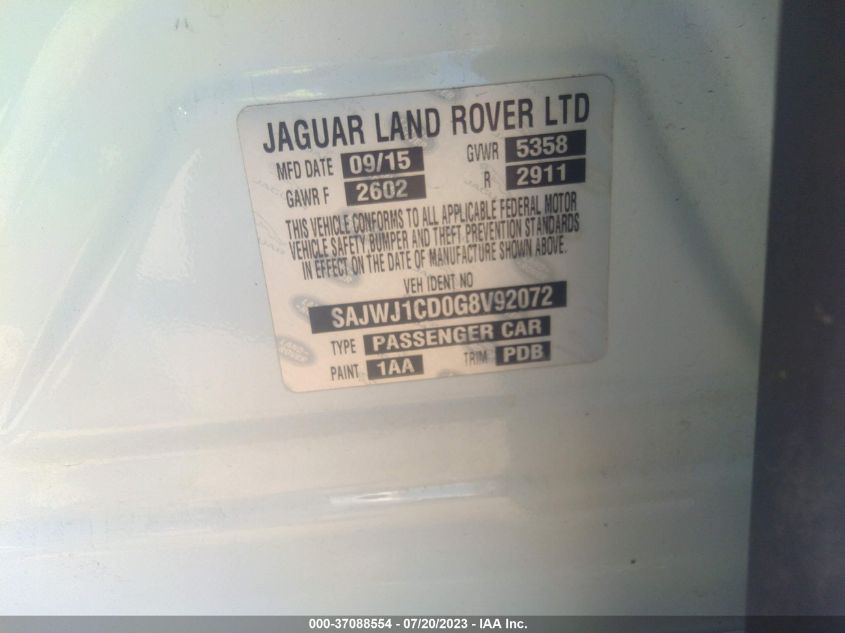 JAGUAR LAND ROVER LTD
MFD DATE 09/15 GVWR 5358
GAWR F 2602 R 2911
THIS VEHICLE CONFORMS TO ALL APPLICABLE FEDERAL MOTOR
VEHICLE SAFETY, BUMPER AND THEFT PREVENTION STANDARDS
IN EFFECT ON THE DATE OF MANUFACTURE SHOWN ABOVE.
VEH IDENT NO
SAJWJ1CD0G8V92072
TYPE PASSENGER CAR
PAINT 1AA TRIM PDB
LAND ROVER
000-37088554 - 07/20/2023 - IAA Inc.